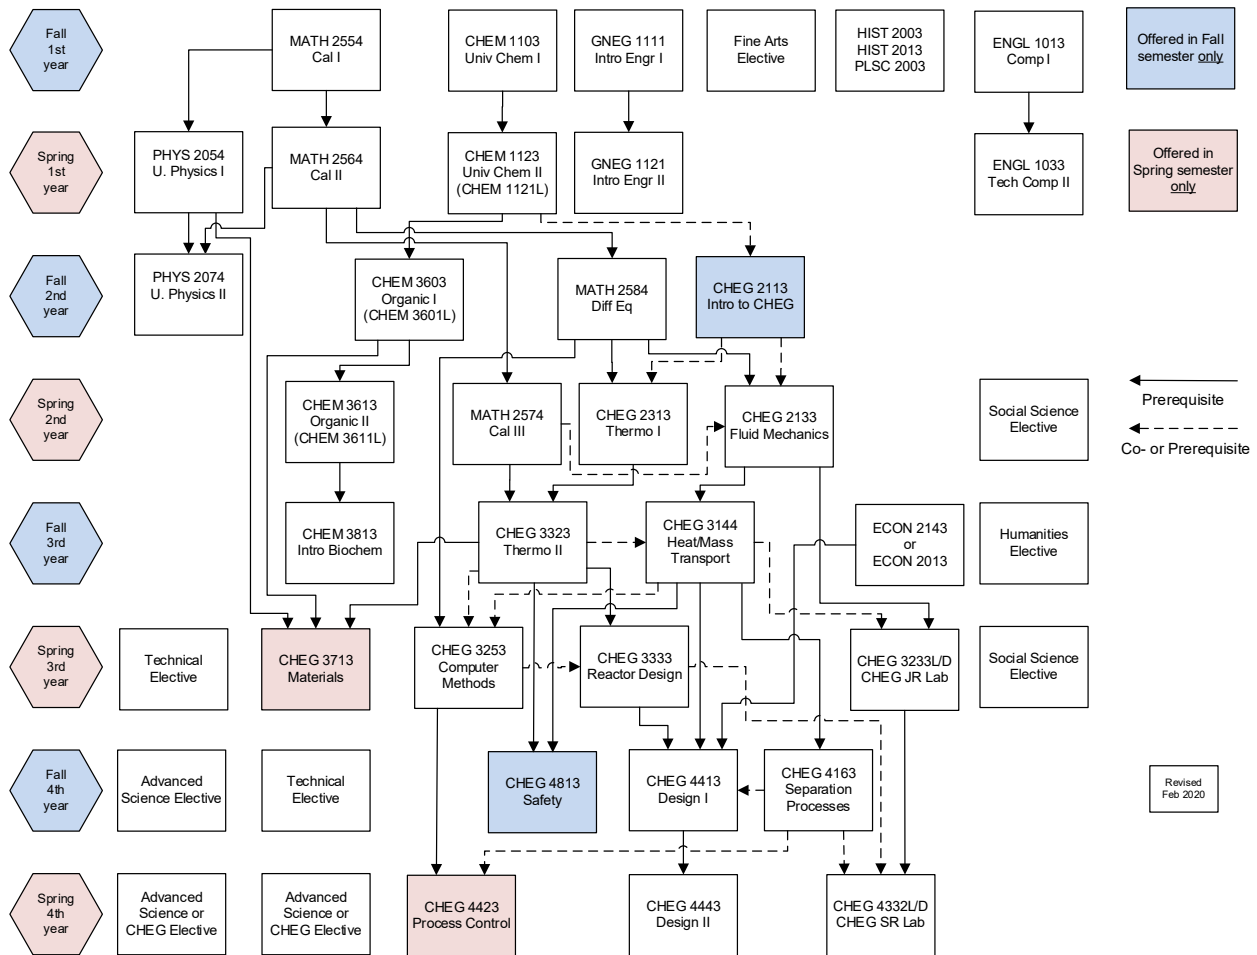 Fall
1st
year
MATH 2554
Cal I
CHEM 1103
Univ Chem I
GNEG 1111
Intro Engr I
Fine Arts
Elective
HIST 2003
HIST 2013
PLSC 2003
ENGL 1013
Comp I
Offered in Fall
semester only
Spring
1st
year
PHYS 2054
U. Physics I
MATH 2564
Cal II
CHEM 1123
Univ Chem II
(CHEM 1121L)
GNEG 1121
Intro Engr II
ENGL 1033
Tech Comp II
Offered in
Spring semester
only
Fall
2nd
year
PHYS 2074
U. Physics II
CHEM 3603
Organic I
(CHEM 3601L)
MATH 2584
Diff Eq
CHEG 2113
Intro to CHEG
Spring
2nd
year
CHEM 3613
Organic II
(CHEM 3611L)
MATH 2574
Cal III
CHEG 2313
Thermo I
CHEG 2133
Fluid Mechanics
Social Science
Elective
Prerequisite
Co- or Prerequisite
Fall
3rd
year
CHEM 3813
Intro Biochem
CHEG 3323
Thermo II
CHEG 3144
Heat/Mass
Transport
ECON 2143
or
ECON 2013
Humanities
Elective
Spring
3rd
year
Technical
Elective
CHEG 3713
Materials
CHEG 3253
Computer
Methods
CHEG 3333
Reactor Design
CHEG 3233L/D
CHEG JR Lab
Social Science
Elective
Fall
4th
year
Advanced
Science Elective
Technical
Elective
CHEG 4813
Safety
CHEG 4413
Design I
CHEG 4163
Separation
Processes
Revised
Feb 2020
Spring
4th
year
Advanced
Science or
CHEG Elective
Advanced
Science or
CHEG Elective
CHEG 4423
Process Control
CHEG 4443
Design II
CHEG 4332L/D
CHEG SR Lab